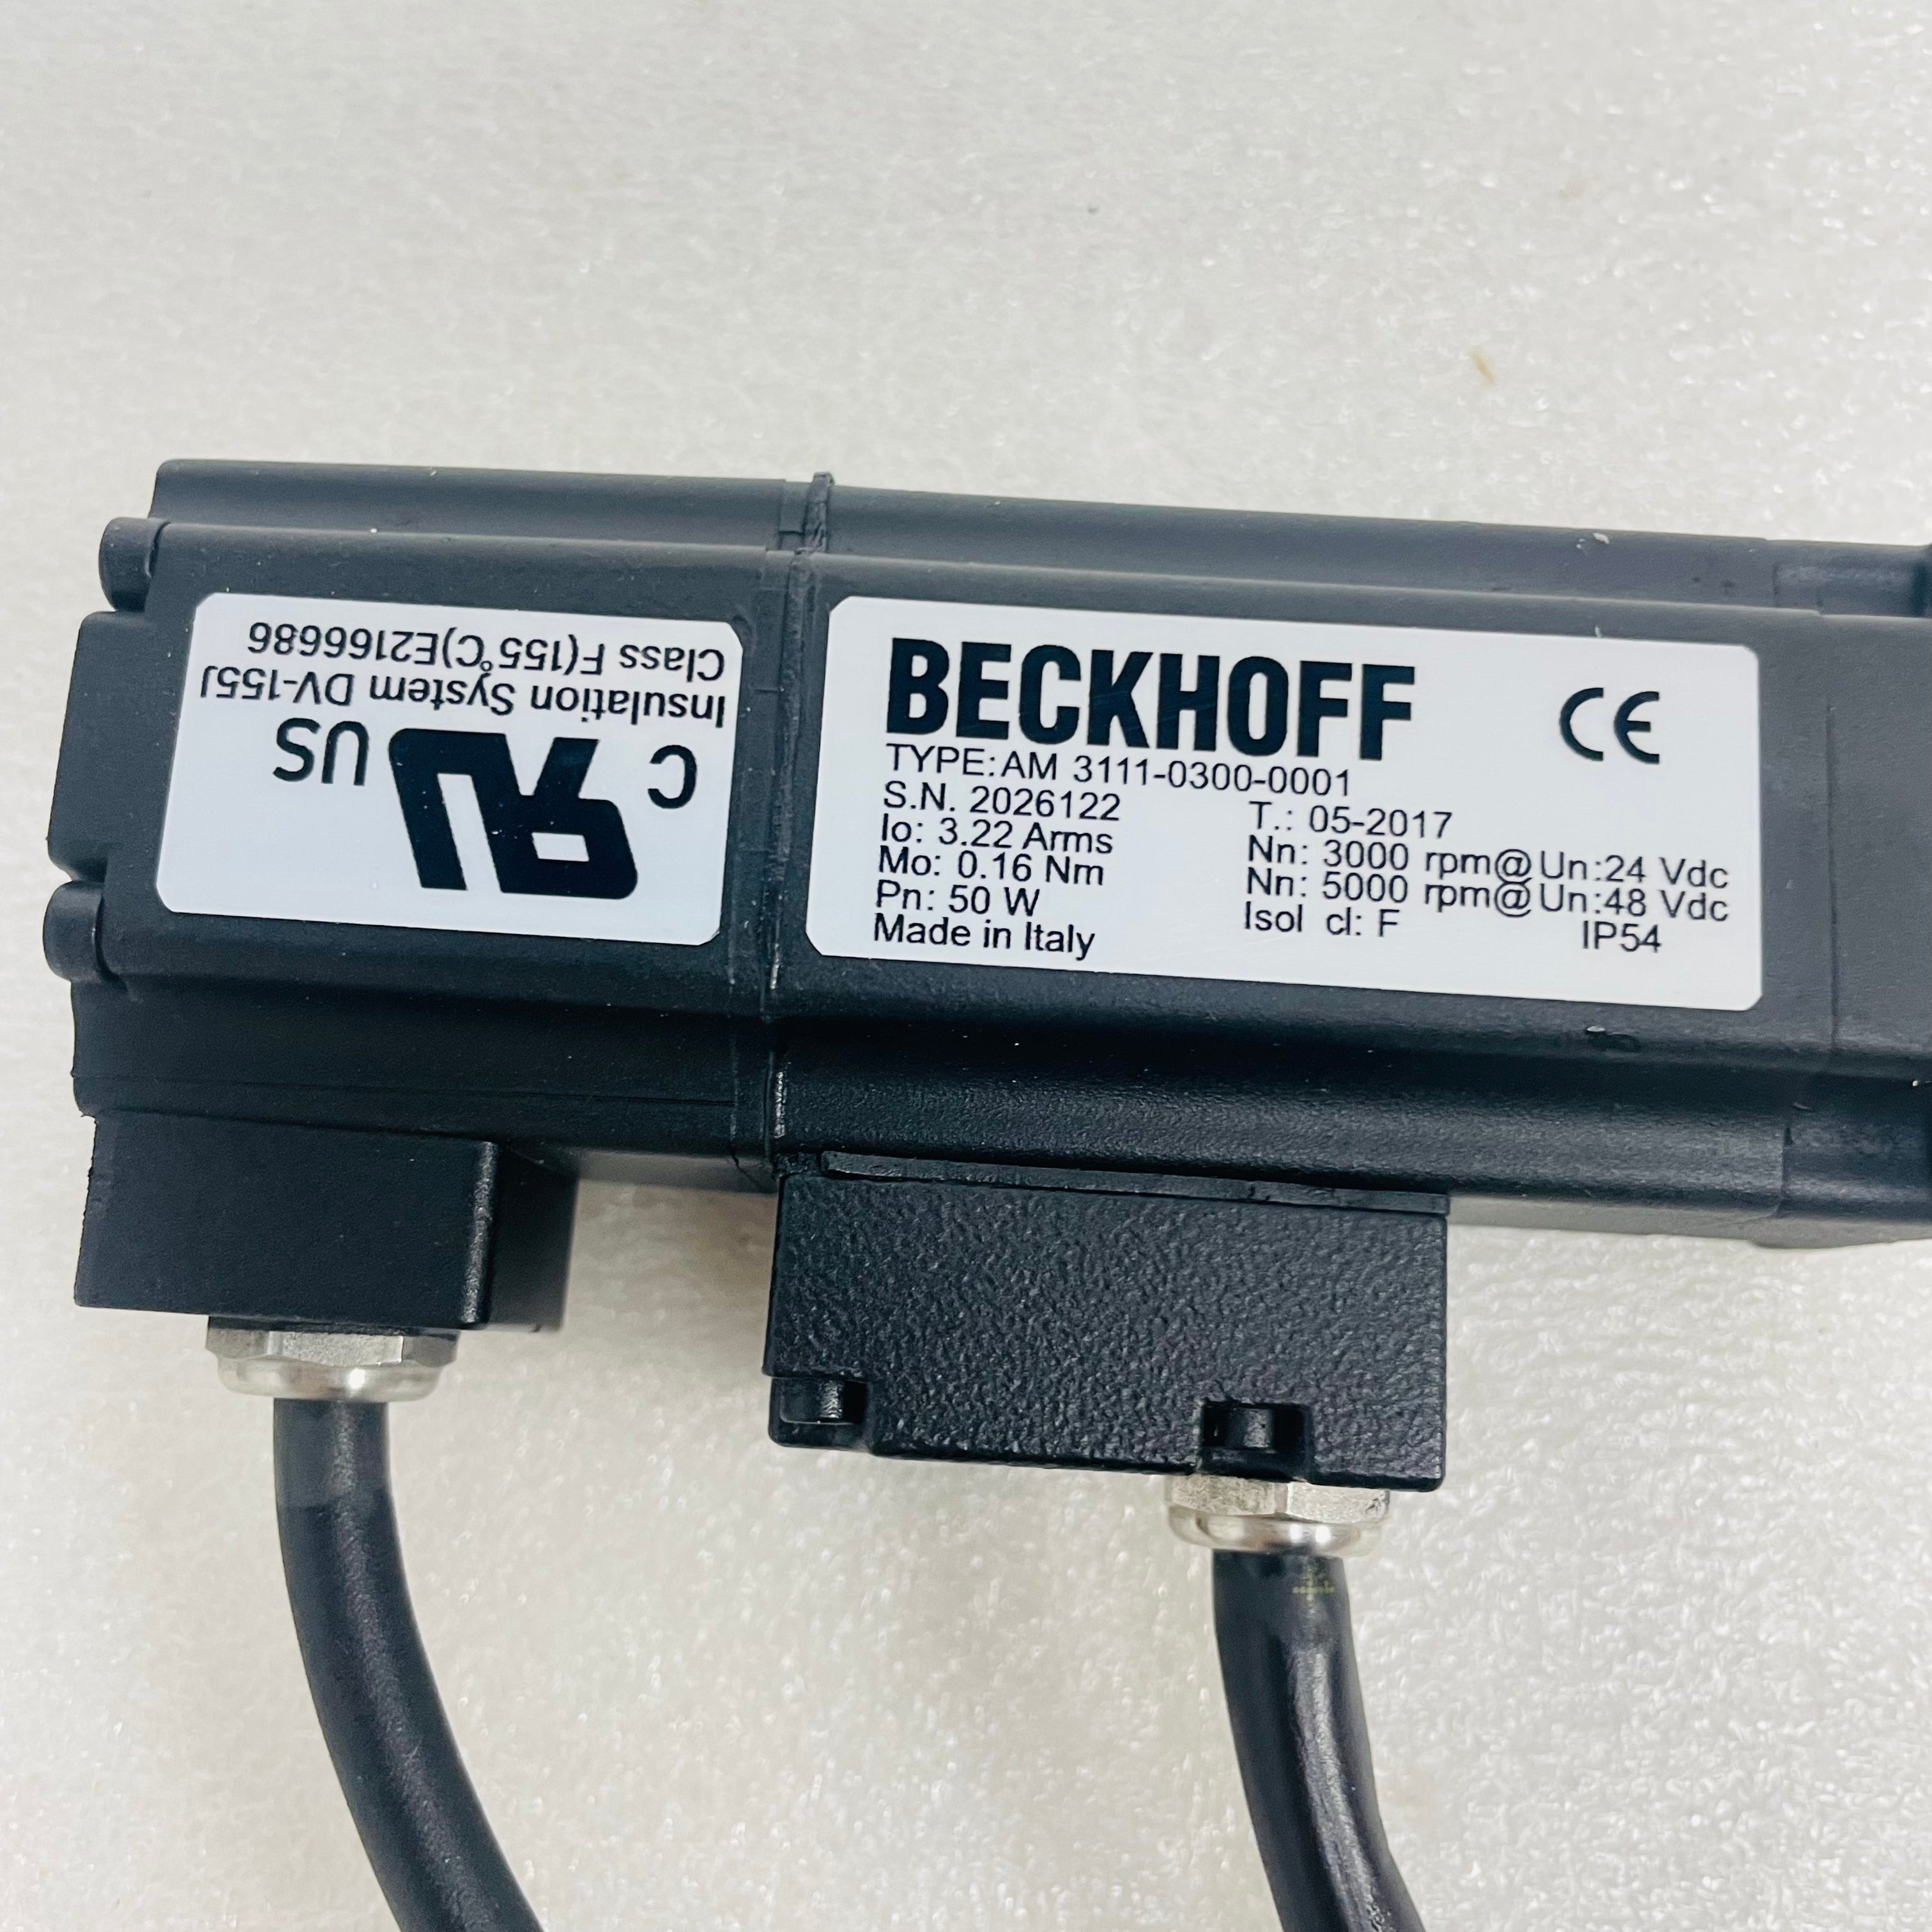 Insulation System DV-155J
Class F(155°C)E2166686
C
US
BECKHOFF
CE
TYPE:AM 3111-0300-0001
S.N. 2026122
T.: 05-2017
Io: 3.22 Arms
Nn: 3000 rpm@Un:24 Vdc
Mo: 0.16 Nm
Nn: 5000 rpm@Un:48 Vdc
Pn: 50 W
Isol cl: F
IP54
Made in Italy